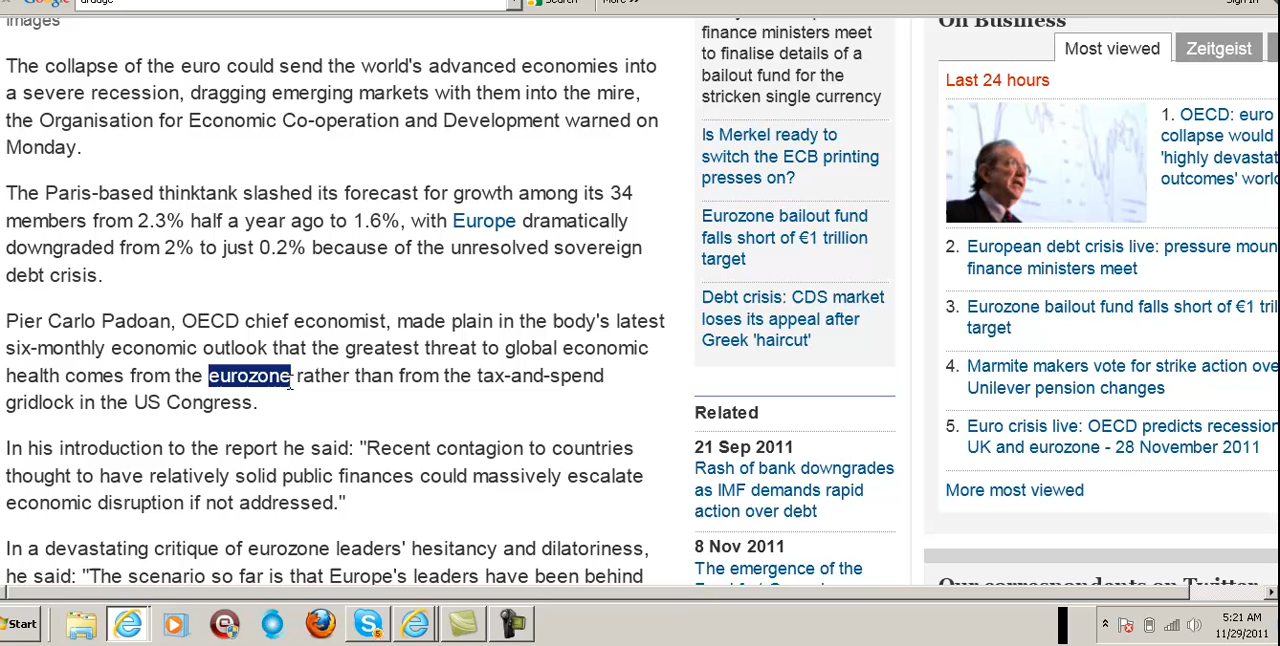 Google
drudge
Search
More >>
Sign In
images
The collapse of the euro could send the world's advanced economies into
a severe recession, dragging emerging markets with them into the mire,
the Organisation for Economic Co-operation and Development warned on
Monday.
The Paris-based thinktank slashed its forecast for growth among its 34
members from 2.3% half a year ago to 1.6%, with Europe dramatically
downgraded from 2% to just 0.2% because of the unresolved sovereign
debt crisis.
Pier Carlo Padoan, OECD chief economist, made plain in the body's latest
six-monthly economic outlook that the greatest threat to global economic
health comes from the eurozone rather than from the tax-and-spend
gridlock in the US Congress.
In his introduction to the report he said: "Recent contagion to countries
thought to have relatively solid public finances could massively escalate
economic disruption if not addressed."
In a devastating critique of eurozone leaders' hesitancy and dilatoriness,
he said: "The scenario so far is that Europe's leaders have been behind
finance ministers meet
to finalise details of a
bailout fund for the
stricken single currency
Is Merkel ready to
switch the ECB printing
presses on?
Eurozone bailout fund
falls short of €1 trillion
target
Debt crisis: CDS market
loses its appeal after
Greek 'haircut'
Related
21 Sep 2011
Rash of bank downgrades
as IMF demands rapid
action over debt
8 Nov 2011
The emergence of the
On Business
Most viewed
Zeitgeist
Last 24 hours
1. OECD: euro
collapse would
'highly devastat
outcomes' worl
2. European debt crisis live: pressure moun
finance ministers meet
3. Eurozone bailout fund falls short of €1 tril
target
4. Marmite makers vote for strike action ove
Unilever pension changes
5. Euro crisis live: OECD predicts recession
UK and eurozone - 28 November 2011
More most viewed
Our correspondents on Twitter
Start
5:21 AM
11/29/2011